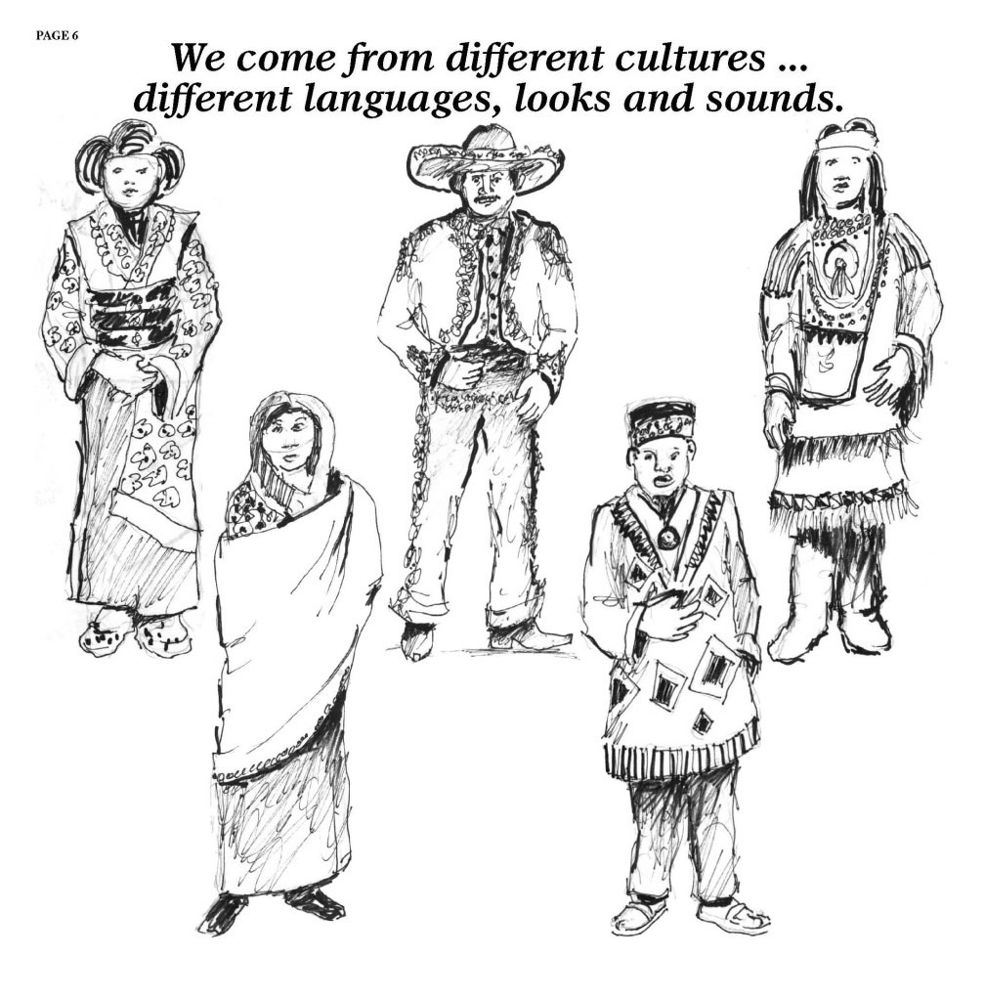 PAGE 6
We come from different cultures ...
different languages, looks and sounds.